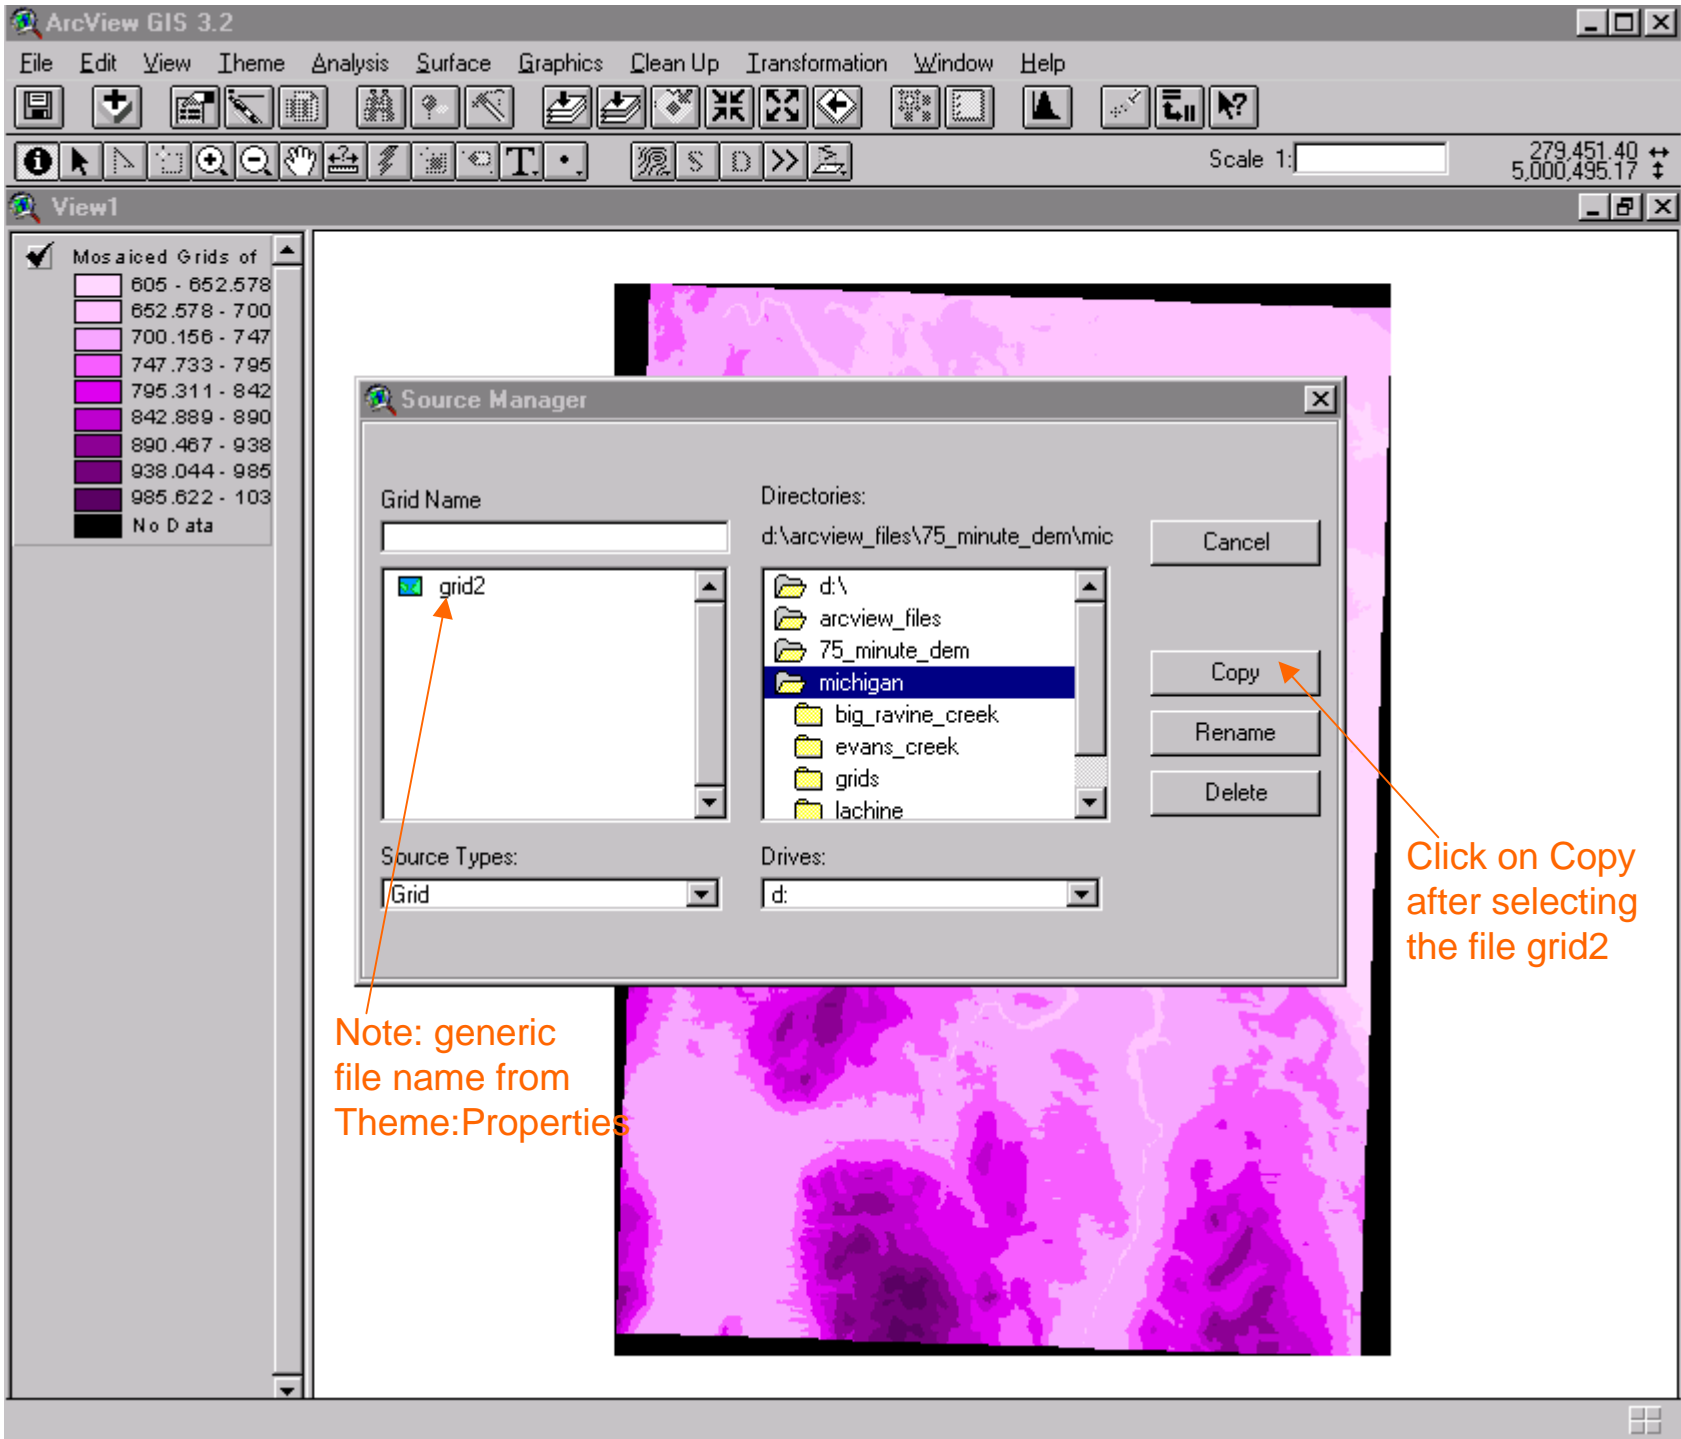 ArcView GIS 3.2
File Edit View Theme Analysis Surface Graphics Clean Up Transformation Window Help
T.
S D >>
Scale 1:
279,451.40
5,000,495.17
View1
Mosaiced Grids of
605 - 652.578
652.578 - 700
700.156 - 747
747.733 - 795
795.311 - 842
842.889 - 890
890.467 - 938
938.044 - 985
985.622 - 103
No Data
Source Manager
Grid Name
Directories:
d:\arcview_files\75_minute_dem\mic
Cancel
grid2
d:\
arcview_files
75_minute_dem
michigan
big_ravine_creek
evans_creek
grids
lachine
Copy
Rename
Delete
Source Types:
Grid
Drives:
d:
Click on Copy
after selecting
the file grid2
Note: generic
file name from
Theme:Properties